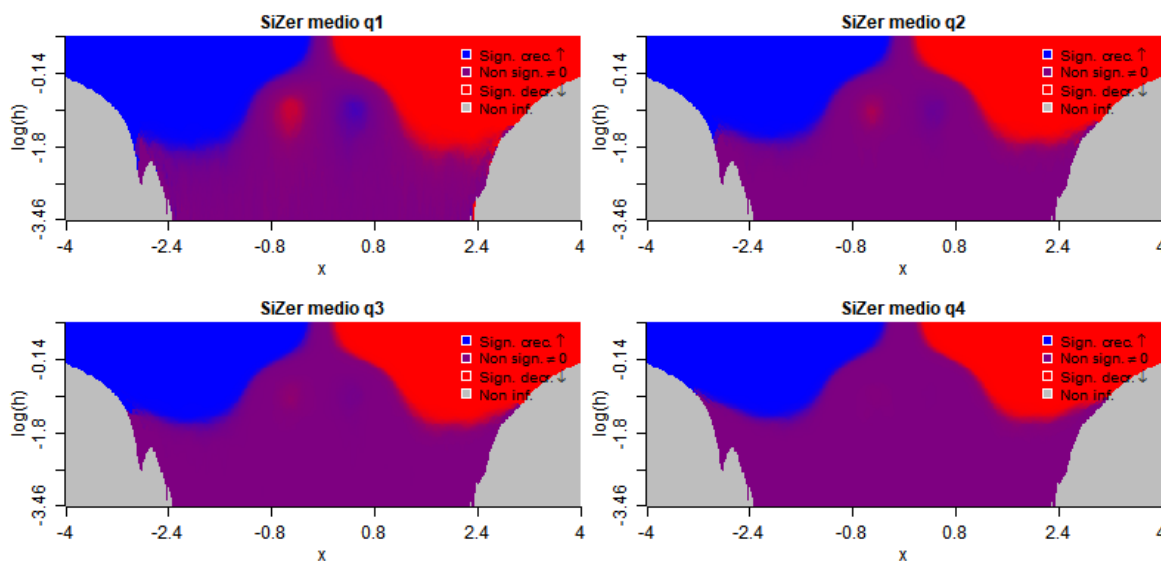 SiZer medio q1
SiZer medio q2
log(h)
-0.14
-1.8
-3.46
Sign. crec. ↑
Non sign. ≠ 0
Sign. decr. ↓
Non inf.
-4 -2.4 -0.8 0.8 2.4 4
x
log(h)
-0.14
-1.8
-3.46
Sign. crec. ↑
Non sign. ≠ 0
Sign. decr. ↓
Non inf.
-4 -2.4 -0.8 0.8 2.4 4
x
SiZer medio q3
SiZer medio q4
log(h)
-0.14
-1.8
-3.46
Sign. crec. ↑
Non sign. ≠ 0
Sign. decr. ↓
Non inf.
-4 -2.4 -0.8 0.8 2.4 4
x
log(h)
-0.14
-1.8
-3.46
Sign. crec. ↑
Non sign. ≠ 0
Sign. decr. ↓
Non inf.
-4 -2.4 -0.8 0.8 2.4 4
x